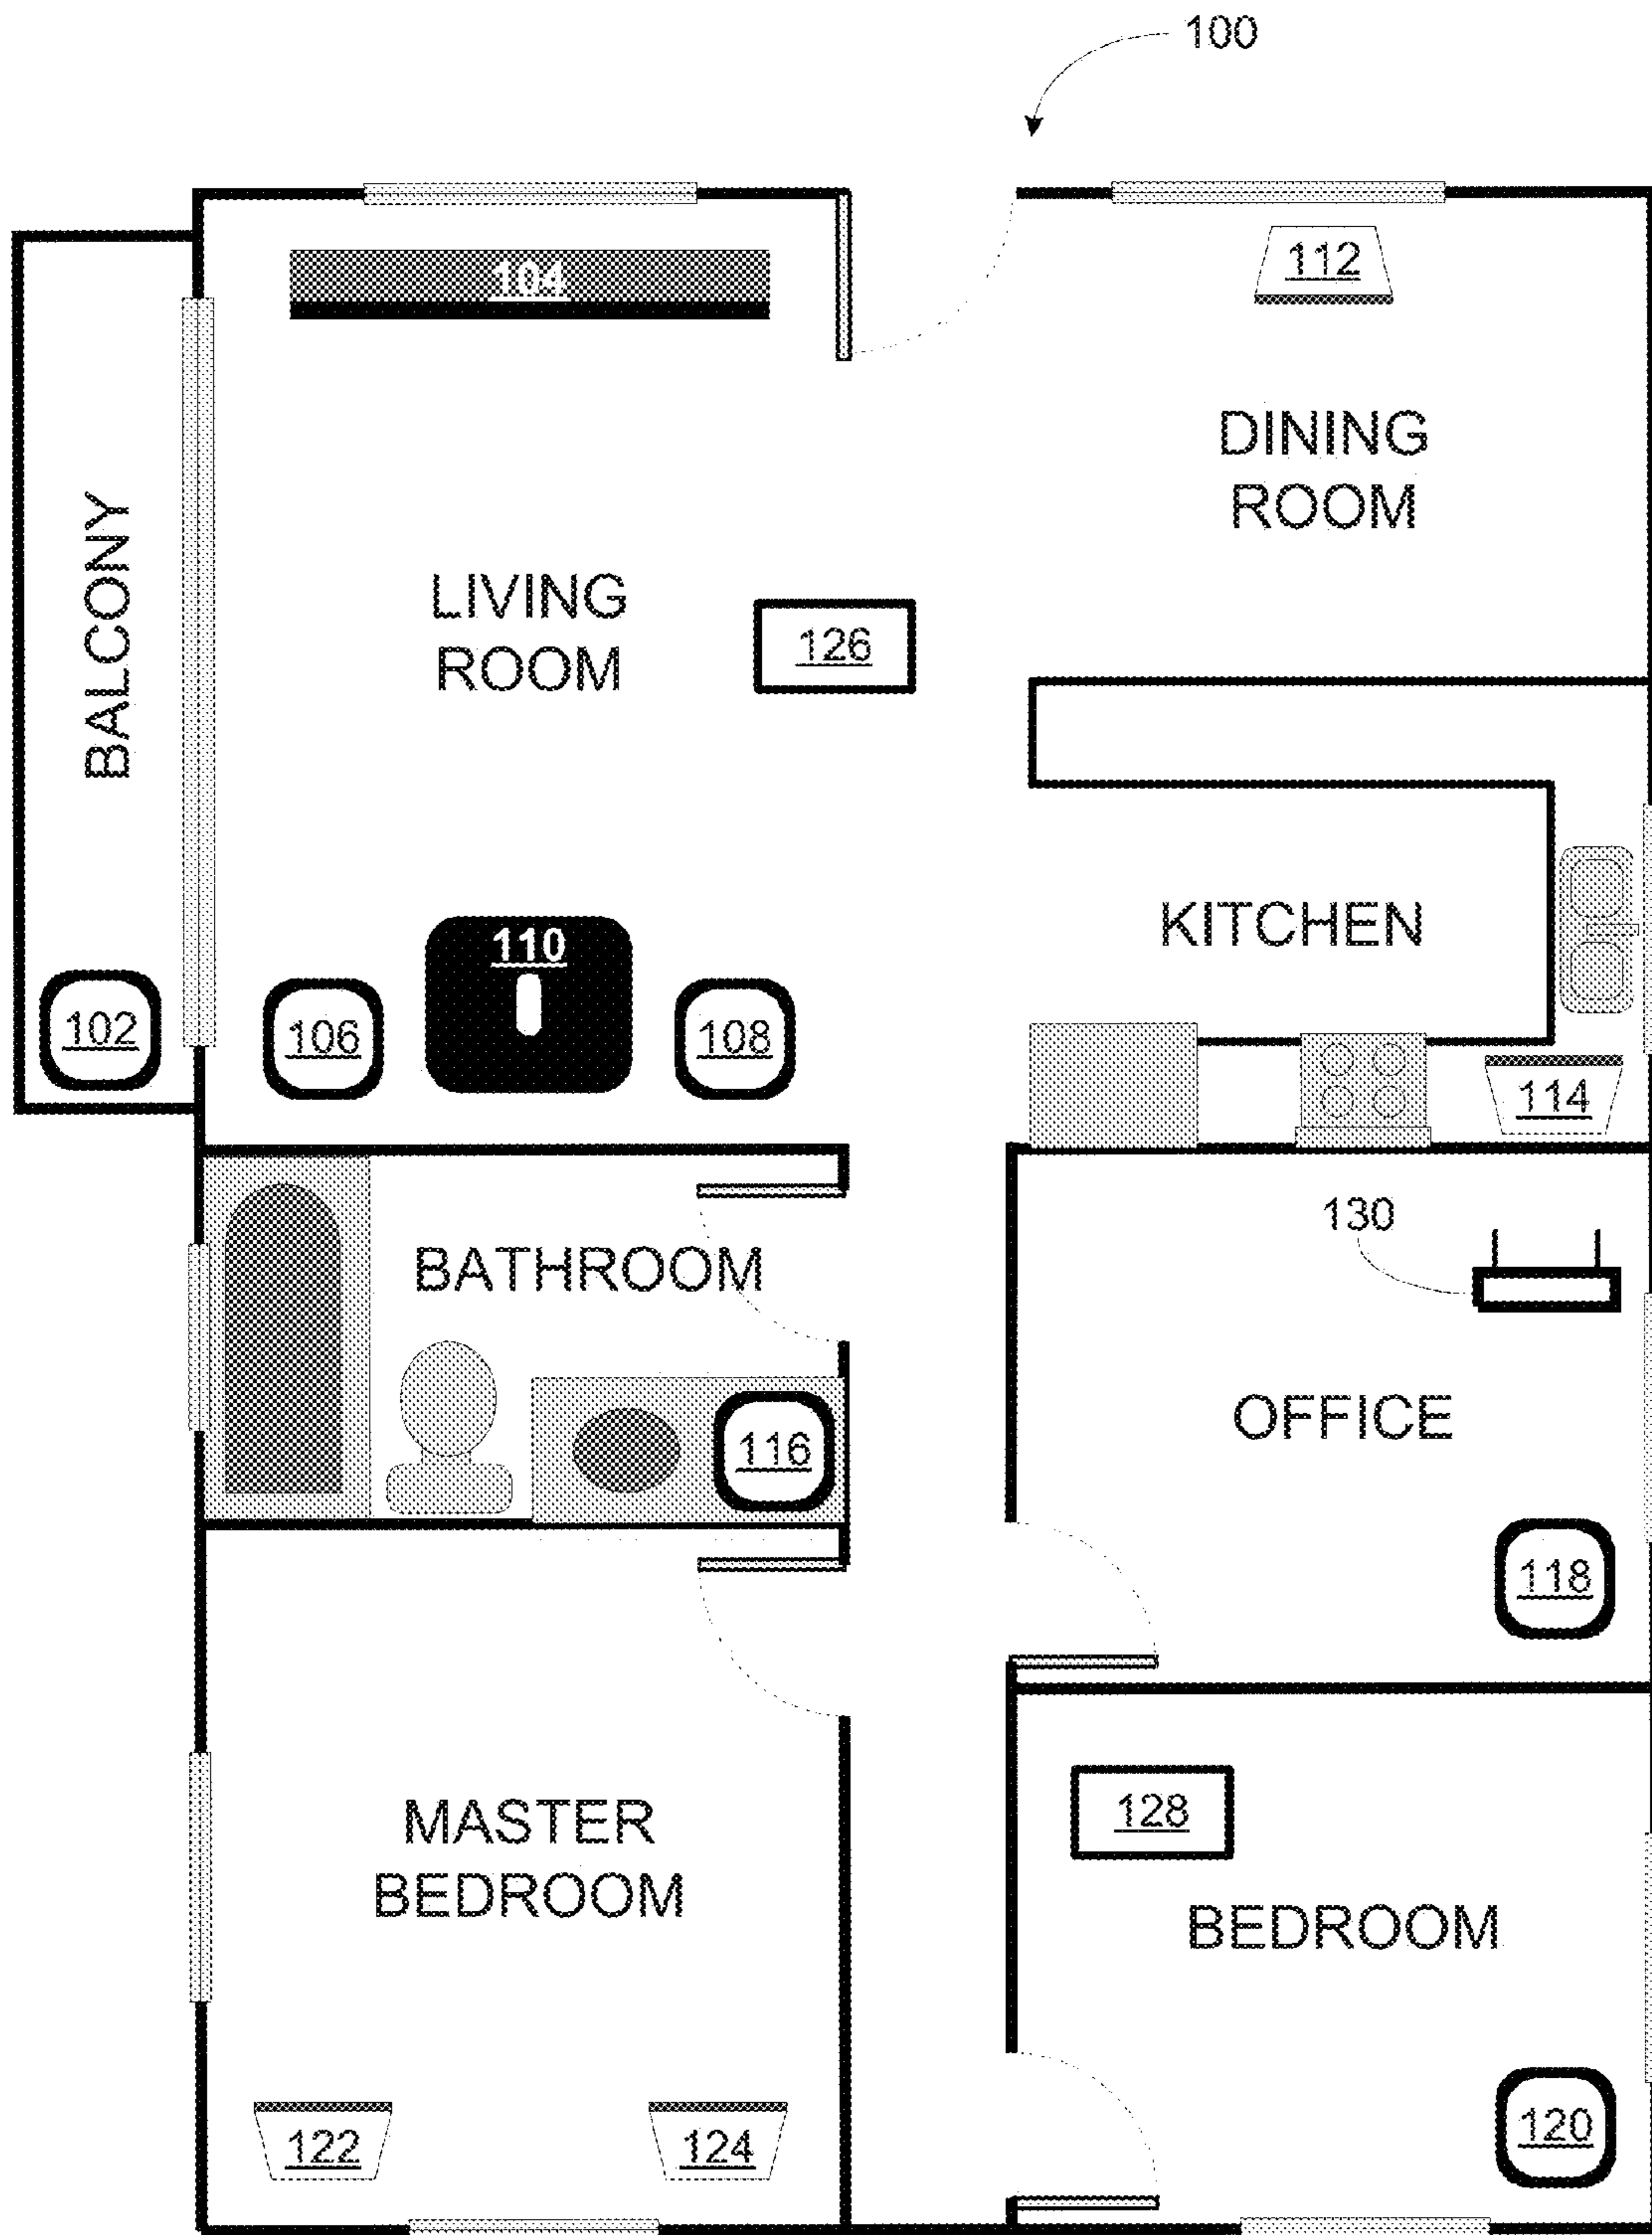 100
104
112
DINING
ROOM
BALCONY
LIVING
ROOM
126
110
KITCHEN
102
106
108
114
130
BATHROOM
OFFICE
116
118
MASTER
BEDROOM
128
BEDROOM
122
124
120